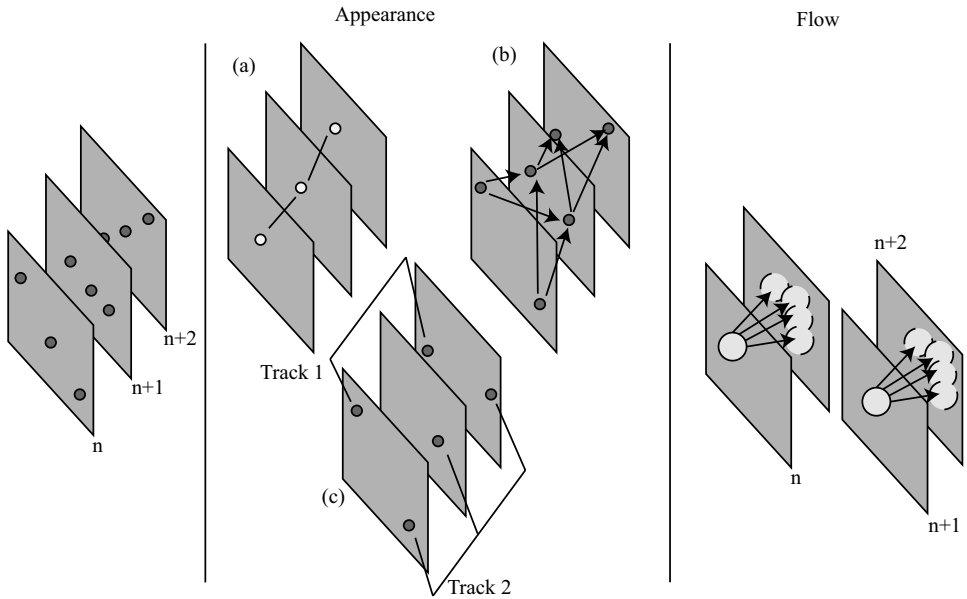 Appearance
Flow
(a)
(b)
n+2
n+2
n+1
Track 1
n
n
(c)
n+1
Track 2